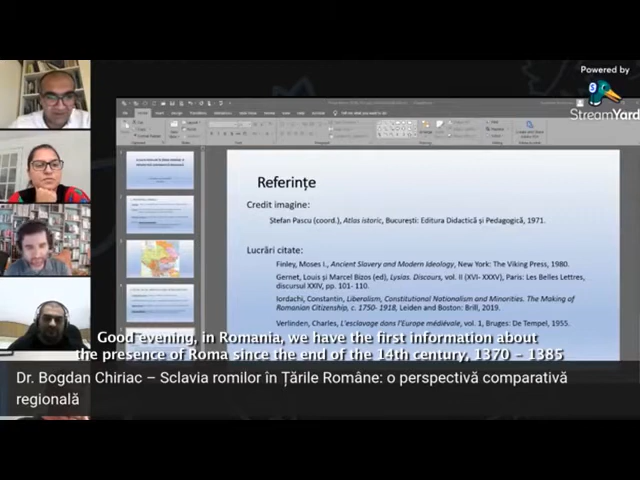 Powered by
StreamYard
Referințe
Credit imagine:
Ștefan Pascu (coord.), Atlas istoric, București: Editura Didactică și Pedagogică, 1971.
Lucrări citate:
Finley, Moses I., Ancient Slavery and Modern Ideology, New York: The Viking Press, 1980.
Gernet, Louis și Marcel Bizos (ed), Lysias. Discours, vol. II (XVI- XXXV), Paris: Les Belles Lettres,
discursul XXIV, pp. 101- 110.
Iordachi, Constantin, Liberalism, Constitutional Nationalism and Minorities. The Making of
Romanian Citizenship, c. 1750- 1918, Leiden and Boston: Brill, 2019.
Verlinden, Charles, L'esclavage dans l'Europe médiévale, vol. 1, Bruges: De Tempel, 1955.
Good evening, in Romania, we have the first information about
the presence of Roma since the end of the 14th century, 1370 – 1385
Dr. Bogdan Chiriac – Sclavia romilor în Țările Române: o perspectivă comparativă
regională